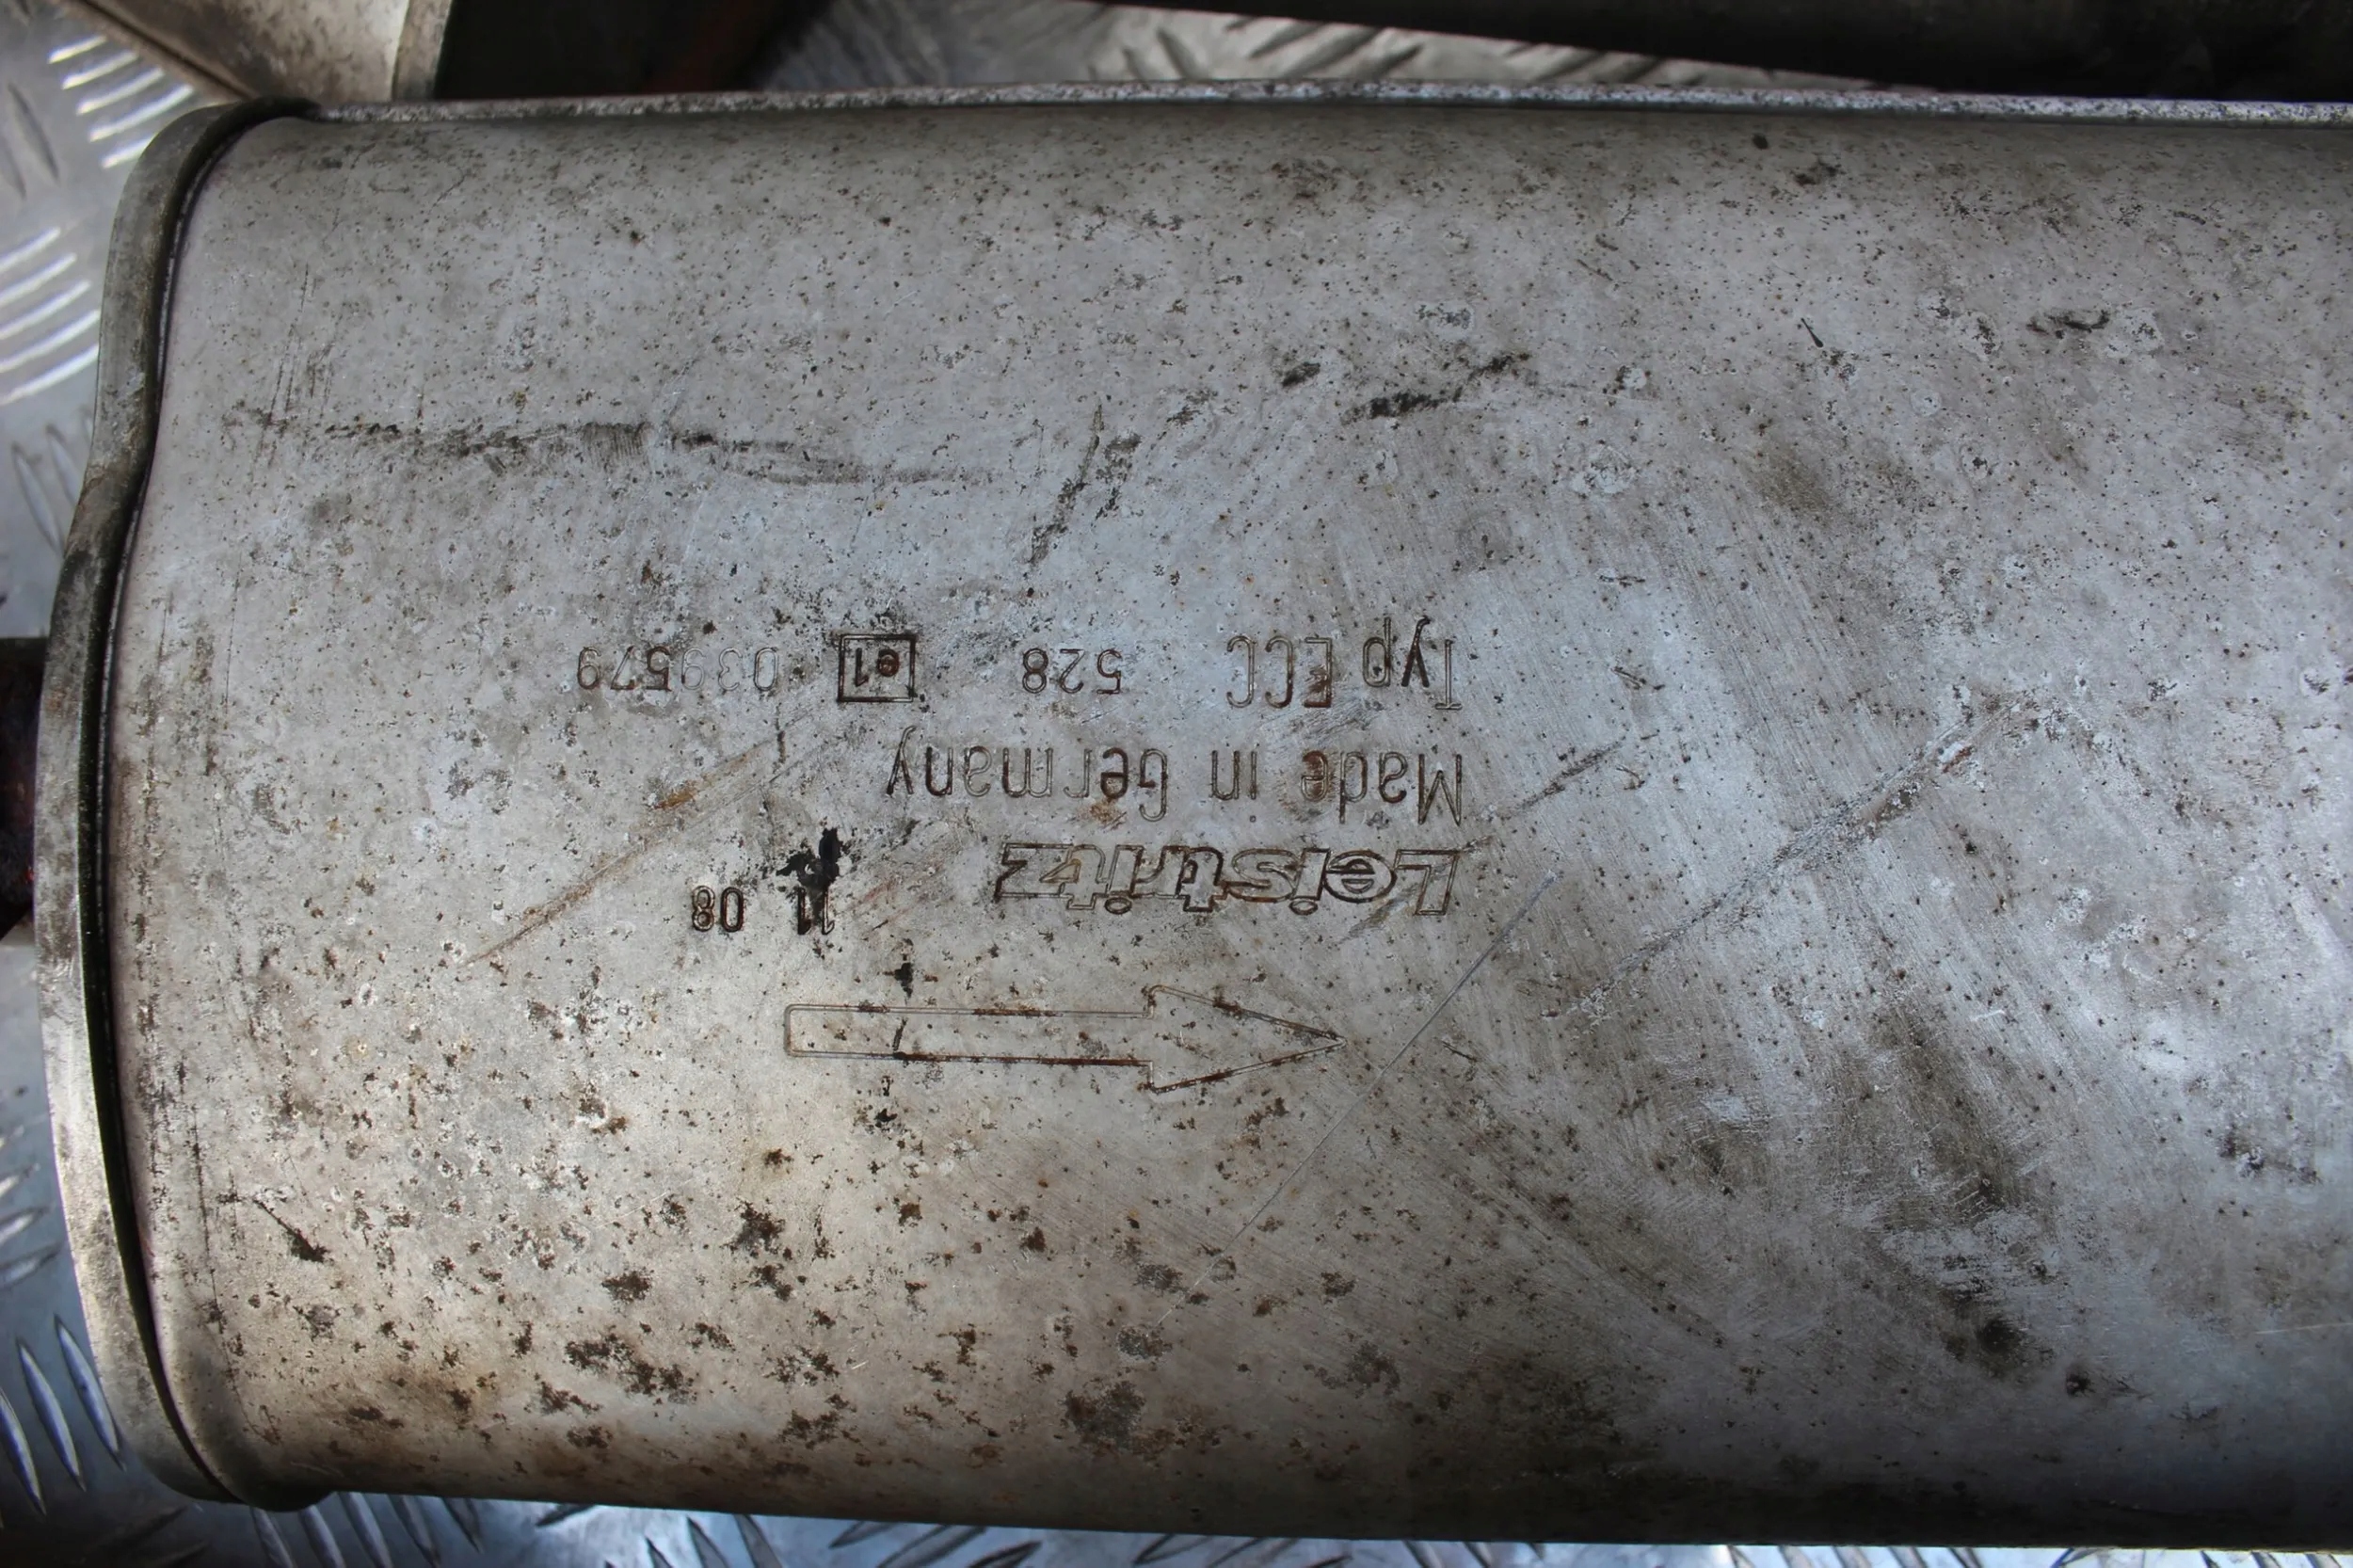 Leistritz 11 08
Made in Germany
Typ ECC 528 e1 039579